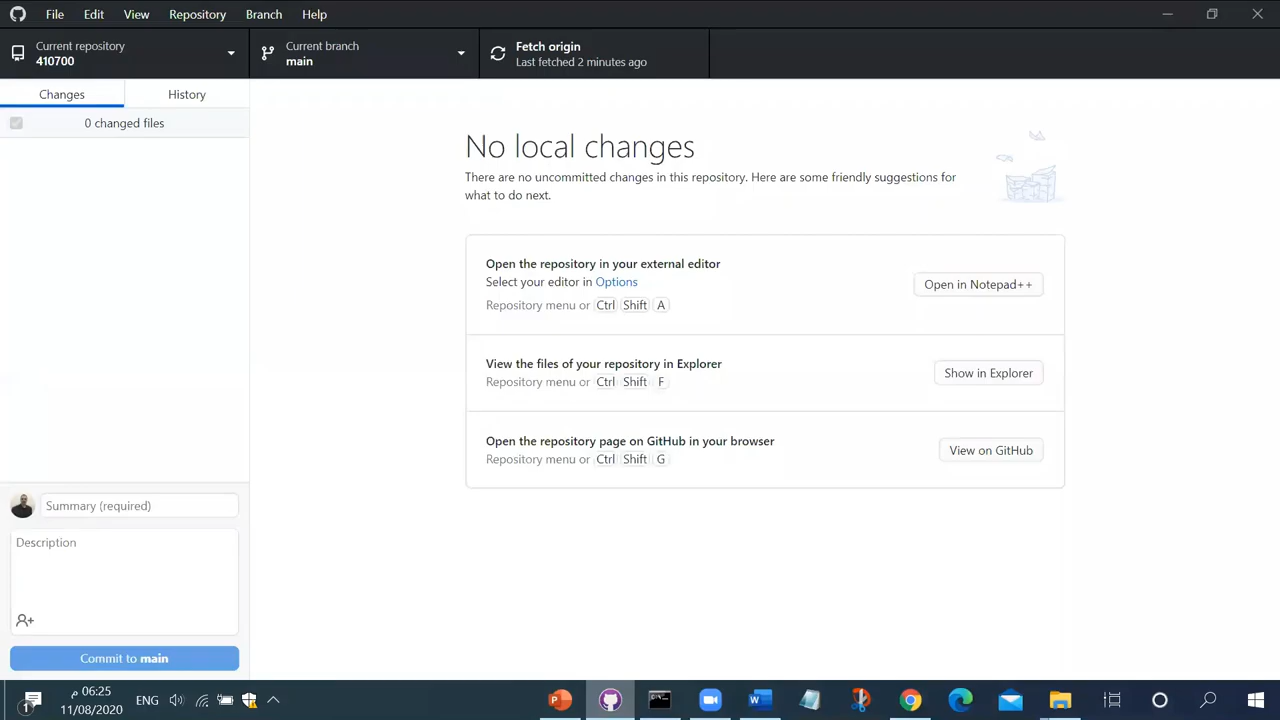 File Edit View Repository Branch Help
Current repository
410700
Current branch
main
Fetch origin
Last fetched 2 minutes ago
Changes History
0 changed files
No local changes
There are no uncommitted changes in this repository. Here are some friendly suggestions for
what to do next.
Open the repository in your external editor
Select your editor in Options
Repository menu or Ctrl Shift A
Open in Notepad++
View the files of your repository in Explorer
Repository menu or Ctrl Shift F
Show in Explorer
Open the repository page on GitHub in your browser
Repository menu or Ctrl Shift G
View on GitHub
Summary (required)
Description
Commit to main
1
م 06:25
11/08/2020
ENG